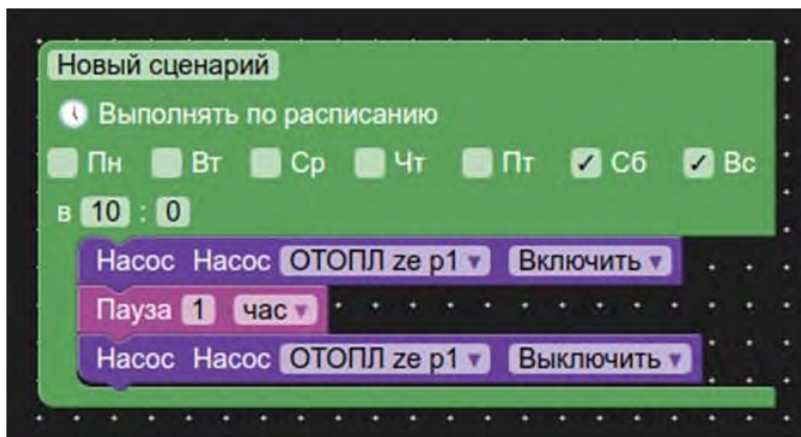 Новый сценарий
Выполнять по расписанию
Пн Вт Ср Чт Пт ✓ Сб ✓ Вс
в 10 : 0
Насос Насос ОТОПЛ ze p1 Включить
Пауза 1 час
Насос Насос ОТОПЛ ze p1 Выключить